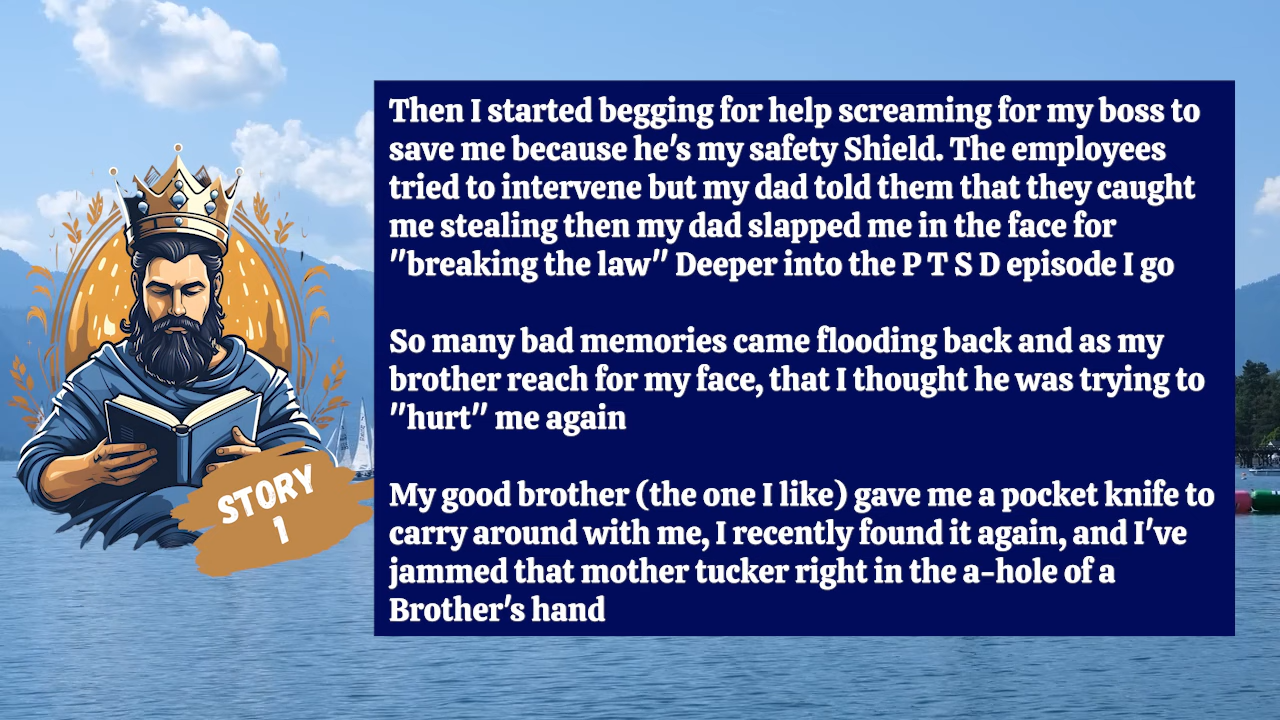 Then I started begging for help screaming for my boss to
save me because he's my safety Shield. The employees
tried to intervene but my dad told them that they caught
me stealing then my dad slapped me in the face for
"breaking the law" Deeper into the P T S D episode I go
So many bad memories came flooding back and as my
brother reach for my face, that I thought he was trying to
"hurt" me again
My good brother (the one I like) gave me a pocket knife to
carry around with me, I recently found it again, and I've
jammed that mother tucker right in the a-hole of a
Brother's hand
STORY
1